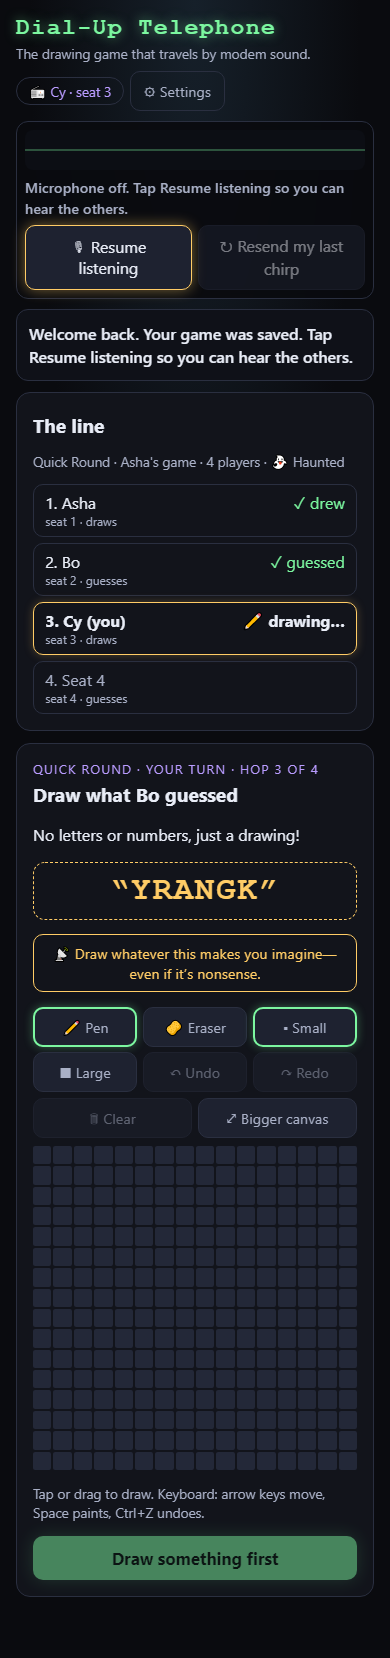 Dial-Up Telephone
The drawing game that travels by modem sound.
📻 Cy · seat 3
⚙ Settings
Microphone off. Tap Resume listening so you can
hear the others.
🎙 Resume
listening
↻ Resend my last
chirp
Welcome back. Your game was saved. Tap
Resume listening so you can hear the others.
The line
Quick Round · Asha's game · 4 players · 👻 Haunted
1. Asha
✓ drew
seat 1 · draws
2. Bo
✓ guessed
seat 2 · guesses
3. Cy (you)
✏️ drawing…
seat 3 · draws
4. Seat 4
seat 4 · guesses
QUICK ROUND · YOUR TURN · HOP 3 OF 4
Draw what Bo guessed
No letters or numbers, just a drawing!
“YRANGK”
📡 Draw whatever this makes you imagine—
even if it’s nonsense.
✏️ Pen
Eraser
▪ Small
■ Large
↶ Undo
↷ Redo
🗑 Clear
⤢ Bigger canvas
Tap or drag to draw. Keyboard: arrow keys move,
Space paints, Ctrl+Z undoes.
Draw something first